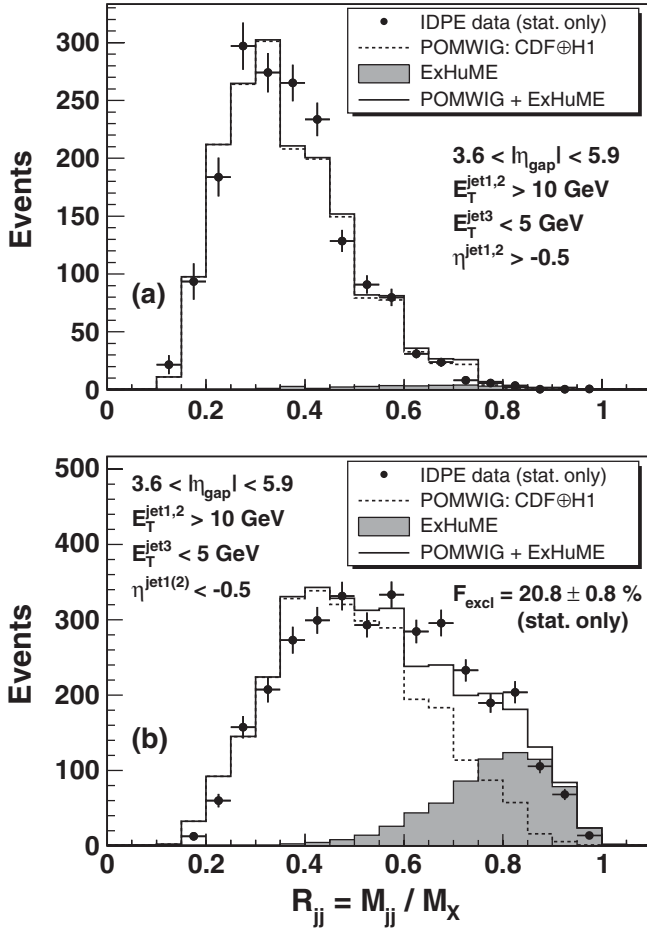 IDPE data (stat. only)
POMWIG: CDF⊕H1
ExHuME
POMWIG + ExHuME
3.6 < |η_gap| < 5.9
E_T^jet1,2 > 10 GeV
E_T^jet3 < 5 GeV
η^jet1,2 > -0.5
(a)
Events
300
250
200
150
100
50
0
0 0.2 0.4 0.6 0.8 1
IDPE data (stat. only)
POMWIG: CDF⊕H1
ExHuME
POMWIG + ExHuME
3.6 < |η_gap| < 5.9
E_T^jet1,2 > 10 GeV
E_T^jet3 < 5 GeV
η^jet1(2) < -0.5
F_excl = 20.8 ± 0.8 %
(stat. only)
(b)
Events
500
400
300
200
100
0
0 0.2 0.4 0.6 0.8 1
R_jj = M_jj / M_X